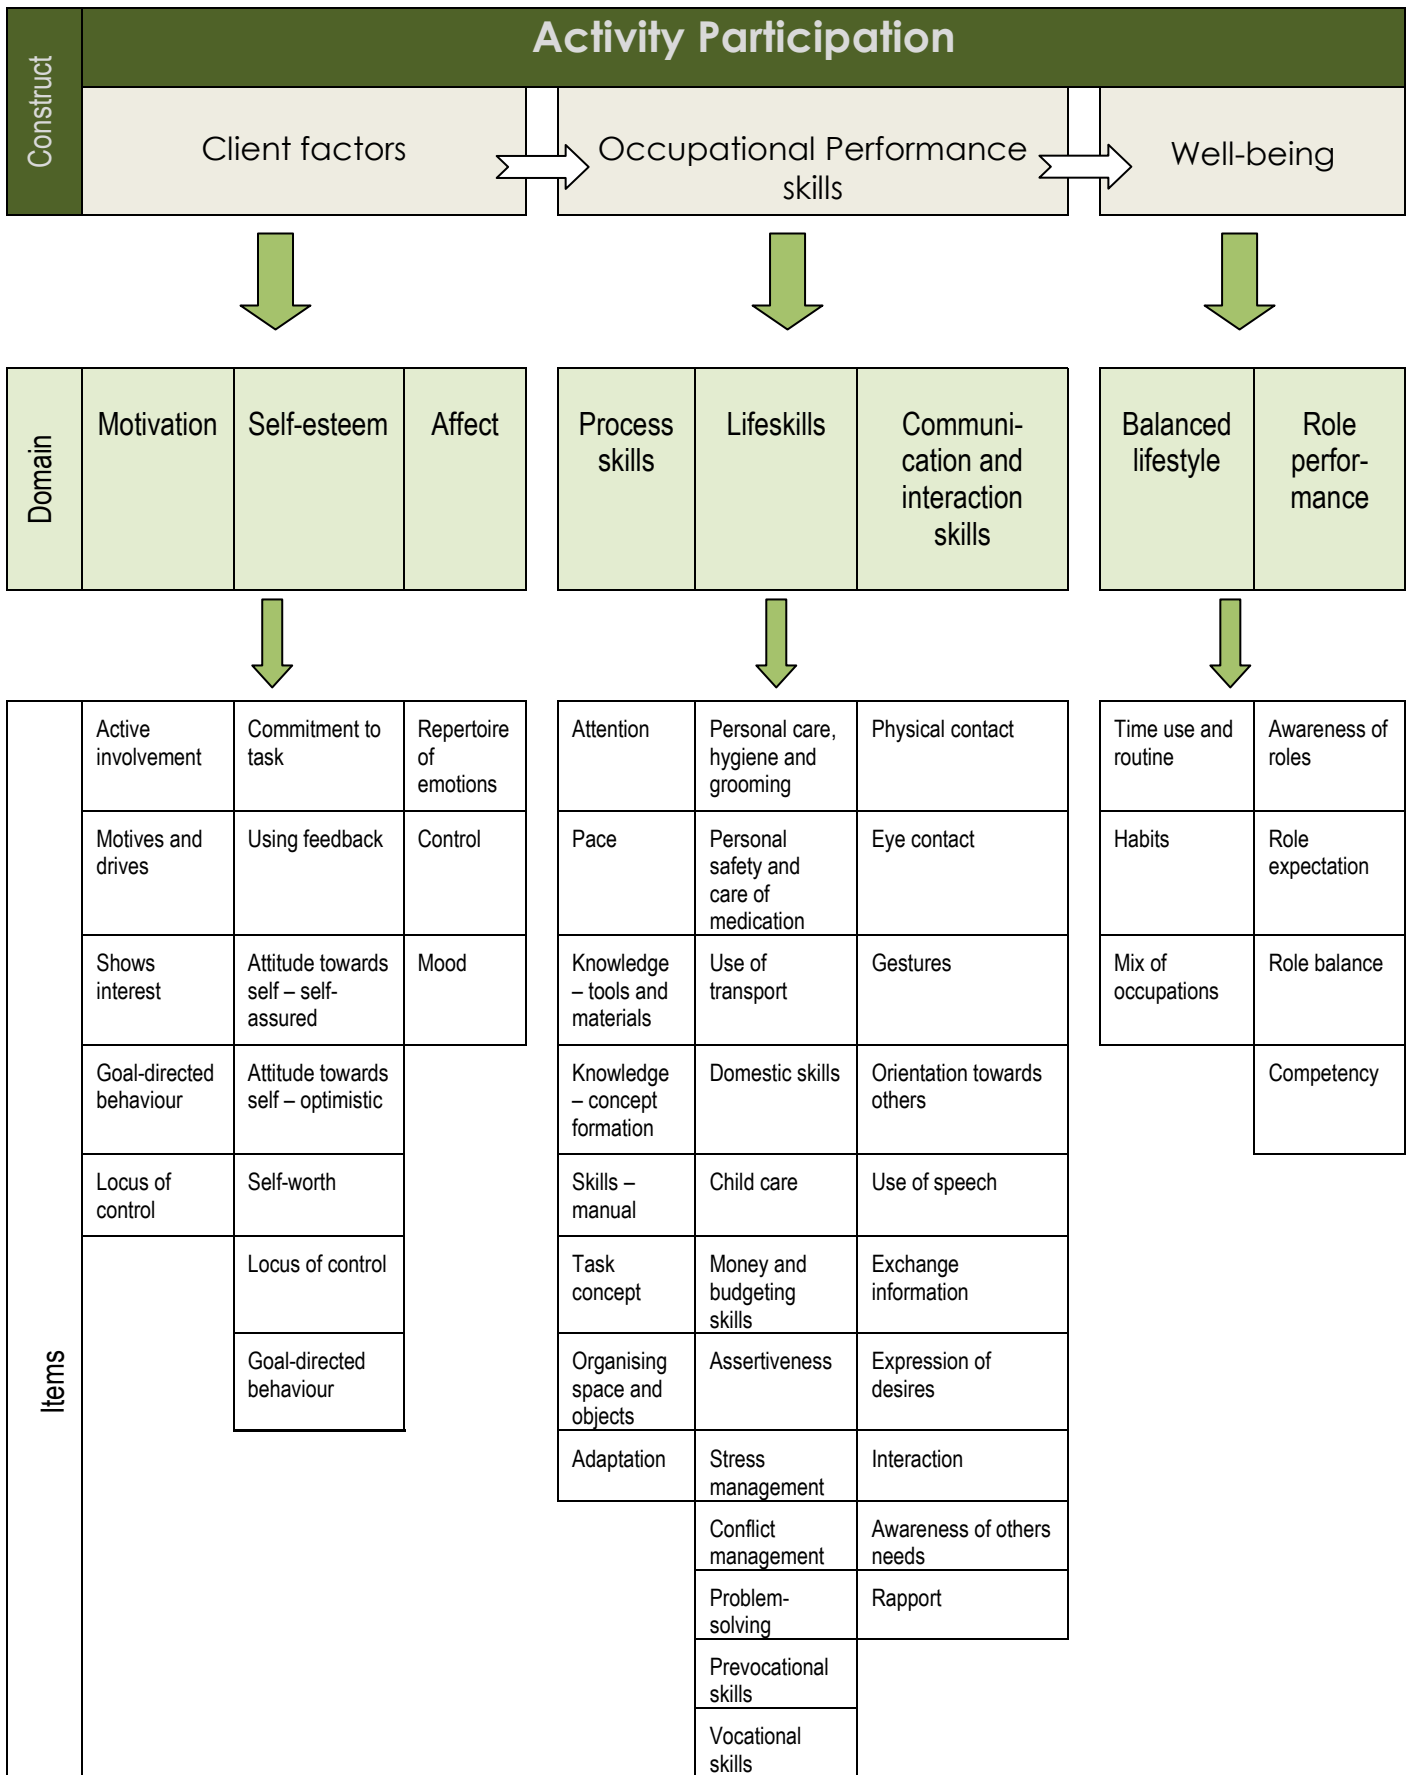 Activity Participation
Construct
Client factors
Occupational Performance
skills
Well-being
Domain
Motivation
Self-esteem
Affect
Process
skills
Lifeskills
Communi-
cation and
interaction
skills
Balanced
lifestyle
Role
perfor-
mance
Items
Active
involvement
Commitment to
task
Repertoire
of
emotions
Attention
Personal care,
hygiene and
grooming
Physical contact
Time use and
routine
Awareness of
roles
Motives and
drives
Using feedback
Control
Pace
Personal
safety and
care of
medication
Eye contact
Habits
Role
expectation
Shows
interest
Attitude towards
self – self-
assured
Mood
Knowledge
– tools and
materials
Use of
transport
Gestures
Mix of
occupations
Role balance
Goal-directed
behaviour
Attitude towards
self – optimistic
Knowledge
– concept
formation
Domestic skills
Orientation towards
others
Competency
Locus of
control
Self-worth
Skills –
manual
Child care
Use of speech
Locus of control
Task
concept
Money and
budgeting
skills
Exchange
information
Goal-directed
behaviour
Organising
space and
objects
Assertiveness
Expression of
desires
Adaptation
Stress
management
Interaction
Conflict
management
Awareness of others
needs
Problem-
solving
Rapport
Prevocational
skills
Vocational
skills